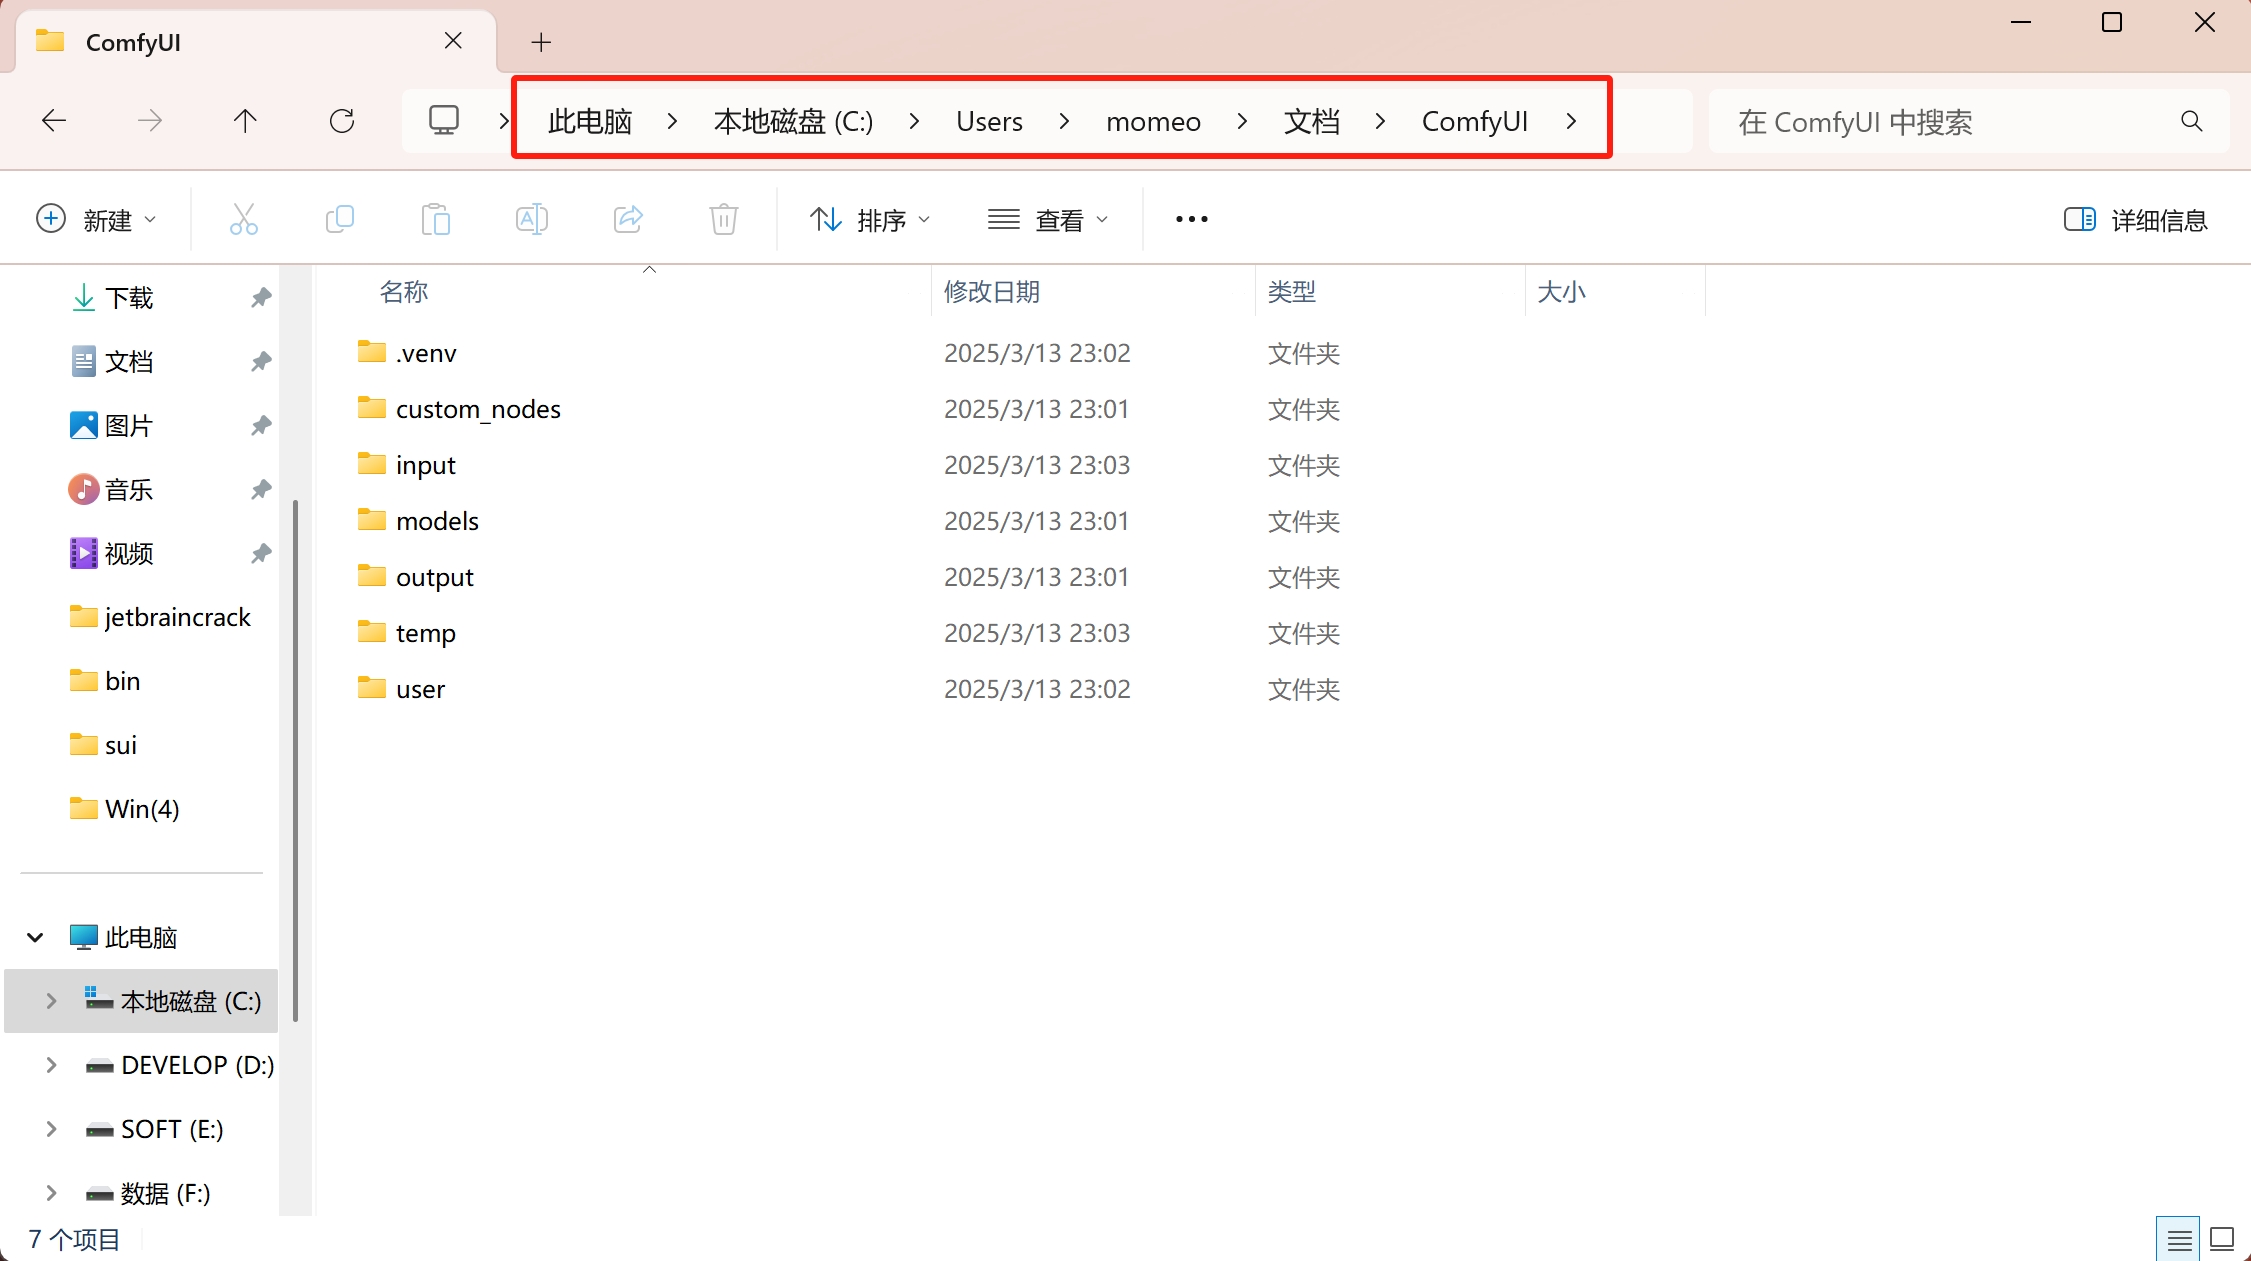 ComfyUI
此电脑 > 本地磁盘 (C:) > Users > momeo > 文档 > ComfyUI >
在 ComfyUI 中搜索
新建 排序 查看 详细信息
下载
文档
图片
音乐
视频
jetbraincrack
bin
sui
Win(4)
此电脑
本地磁盘 (C:)
DEVELOP (D:)
SOFT (E:)
数据 (F:)
名称 修改日期 类型 大小
.venv 2025/3/13 23:02 文件夹
custom_nodes 2025/3/13 23:01 文件夹
input 2025/3/13 23:03 文件夹
models 2025/3/13 23:01 文件夹
output 2025/3/13 23:01 文件夹
temp 2025/3/13 23:03 文件夹
user 2025/3/13 23:02 文件夹
7 个项目